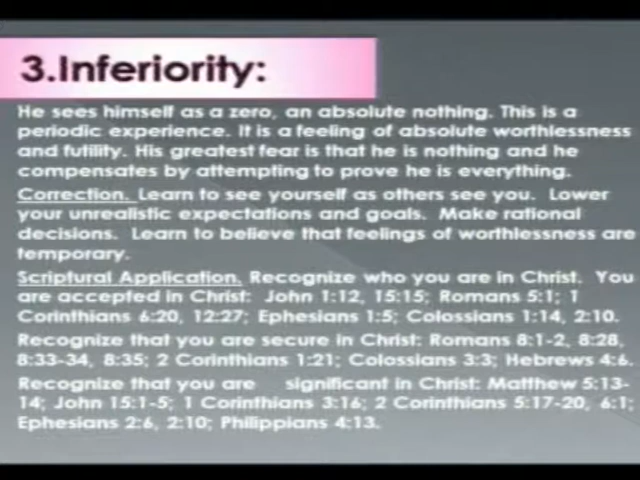 3.Inferiority:
He sees himself as a zero, an absolute nothing. This is a
periodic experience. It is a feeling of absolute worthlessness
and futility. His greatest fear is that he is nothing and he
compensates by attempting to prove he is everything.
Correction. Learn to see yourself as others see you. Lower
your unrealistic expectations and goals. Make rational
decisions. Learn to believe that feelings of worthlessness are
temporary.
Scriptural Application. Recognize who you are in Christ. You
are accepted in Christ: John 1:12, 15:15; Romans 5:1; 1
Corinthians 6:20, 12:27; Ephesians 1:5; Colossians 1:14, 2:10.
Recognize that you are secure in Christ: Romans 8:1-2, 8:28,
8:33-34, 8:35; 2 Corinthians 1:21; Colossians 3:3; Hebrews 4:6.
Recognize that you are significant in Christ: Matthew 5:13-
14; John 15:1-5; 1 Corinthians 3:16; 2 Corinthians 5:17-20, 6:1;
Ephesians 2:6, 2:10; Philippians 4:13.